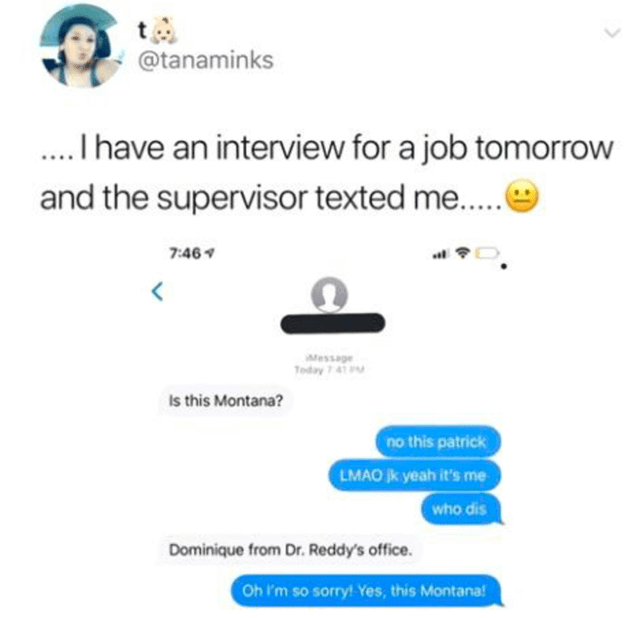 t👶🏻
@tanaminks
.... I have an interview for a job tomorrow
and the supervisor texted me.....😐
7:46
iMessage
Today 7:41 PM
Is this Montana?
no this patrick
LMAO jk yeah it's me
who dis
Dominique from Dr. Reddy's office.
Oh I'm so sorry! Yes, this Montana!